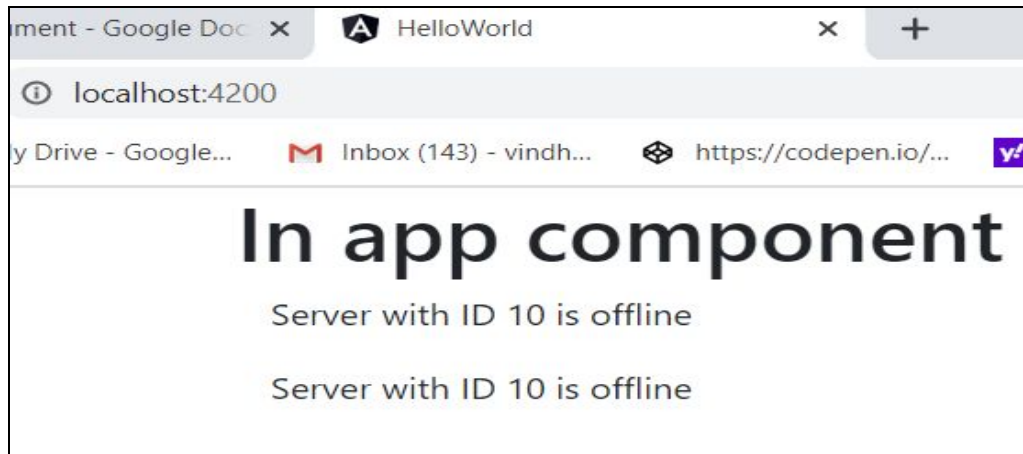 ument - Google Doc
HelloWorld
localhost:4200
ly Drive - Google...
Inbox (143) - vindh...
https://codepen.io/...
y!
In app component
Server with ID 10 is offline
Server with ID 10 is offline